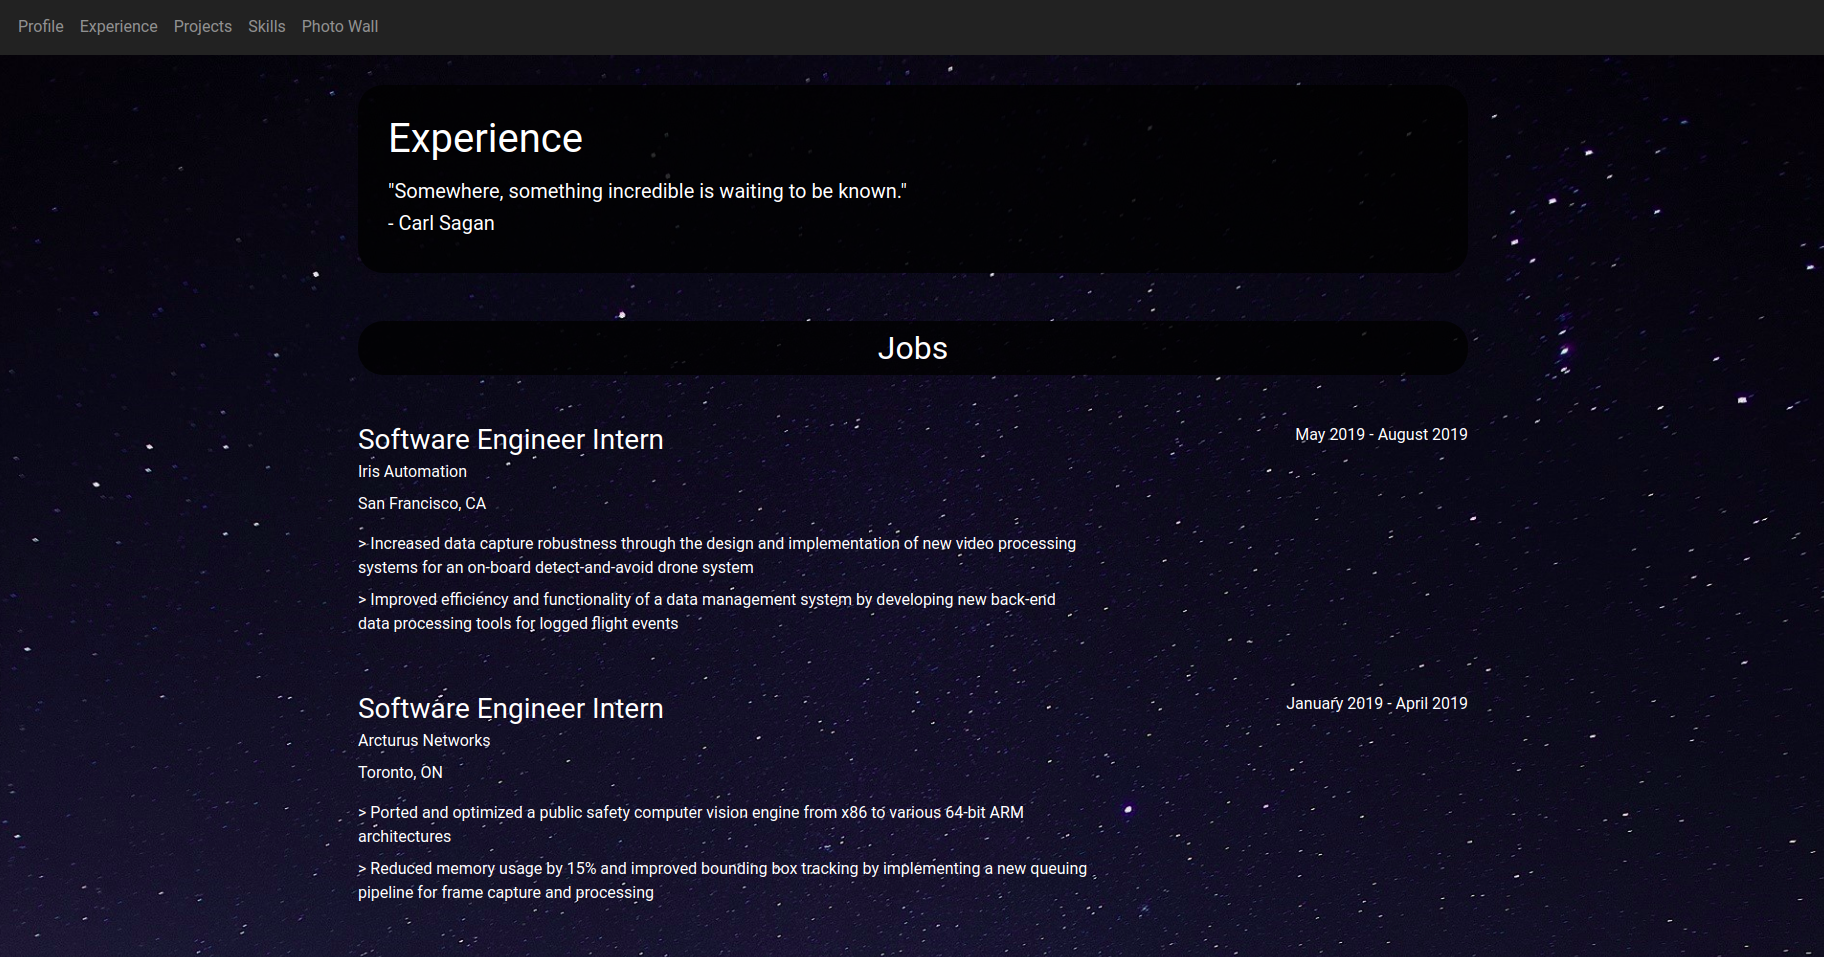 Profile Experience Projects Skills Photo Wall
Experience
"Somewhere, something incredible is waiting to be known."
- Carl Sagan
Jobs
Software Engineer Intern
May 2019 - August 2019
Iris Automation
San Francisco, CA
> Increased data capture robustness through the design and implementation of new video processing
systems for an on-board detect-and-avoid drone system
> Improved efficiency and functionality of a data management system by developing new back-end
data processing tools for logged flight events
Software Engineer Intern
January 2019 - April 2019
Arcturus Networks
Toronto, ON
> Ported and optimized a public safety computer vision engine from x86 to various 64-bit ARM
architectures
> Reduced memory usage by 15% and improved bounding box tracking by implementing a new queuing
pipeline for frame capture and processing